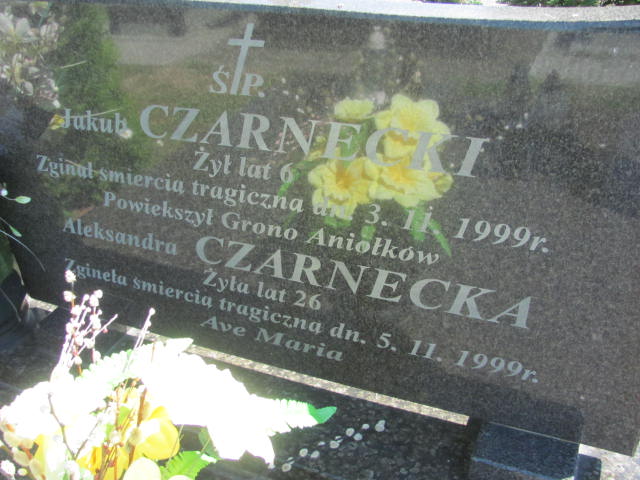 Ś P.
Jakub CZARNECKI
Żył lat 6
Zginął śmiercią tragiczną dn. 3. 11. 1999r.
Powiększył Grono Aniołków
Aleksandra CZARNECKA
Żyła lat 26
Zginęła śmiercią tragiczną dn. 5. 11. 1999r.
Ave Maria